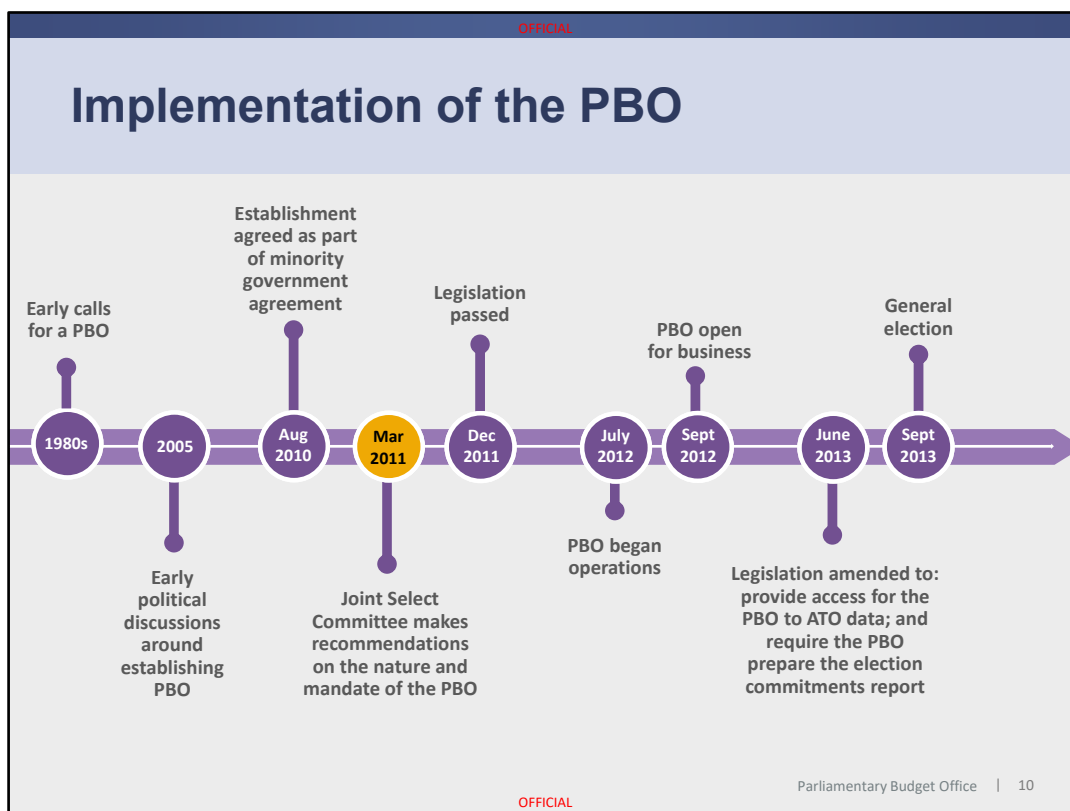 OFFICIAL
Implementation of the PBO
Early calls
for a PBO
1980s
2005
Early
political
discussions
around
establishing
PBO
Establishment
agreed as part
of minority
government
agreement
Aug
2010
Mar
2011
Joint Select
Committee makes
recommendations
on the nature and
mandate of the PBO
Legislation
passed
Dec
2011
July
2012
PBO began
operations
PBO open
for business
Sept
2012
June
2013
Legislation amended to:
provide access for the
PBO to ATO data; and
require the PBO
prepare the election
commitments report
General
election
Sept
2013
Parliamentary Budget Office | 10
OFFICIAL